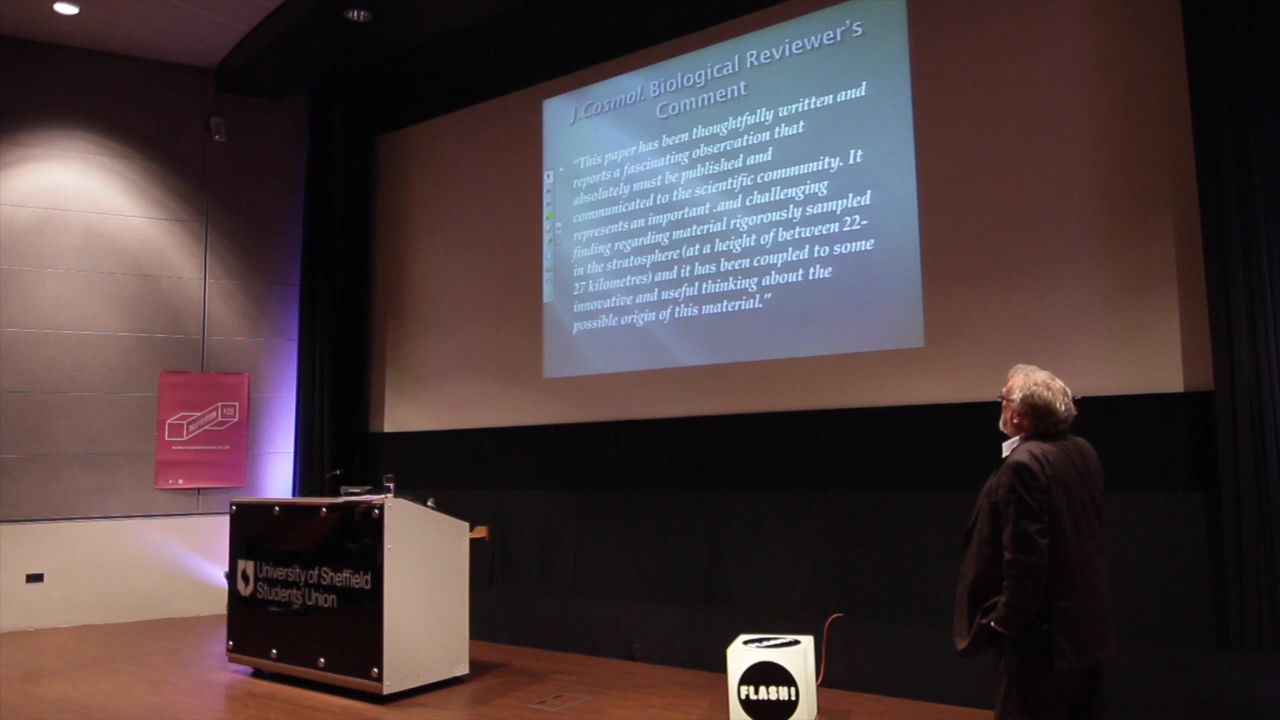 J.Cosmol. Biological Reviewer's
Comment
"This paper has been thoughtfully written and
reports a fascinating observation that
absolutely must be published and
communicated to the scientific community. It
represents an important .and challenging
finding regarding material rigorously sampled
in the stratosphere (at a height of between 22-
27 kilometres) and it has been coupled to some
innovative and useful thinking about the
possible origin of this material."
University of Sheffield
Students' Union
FLASH!